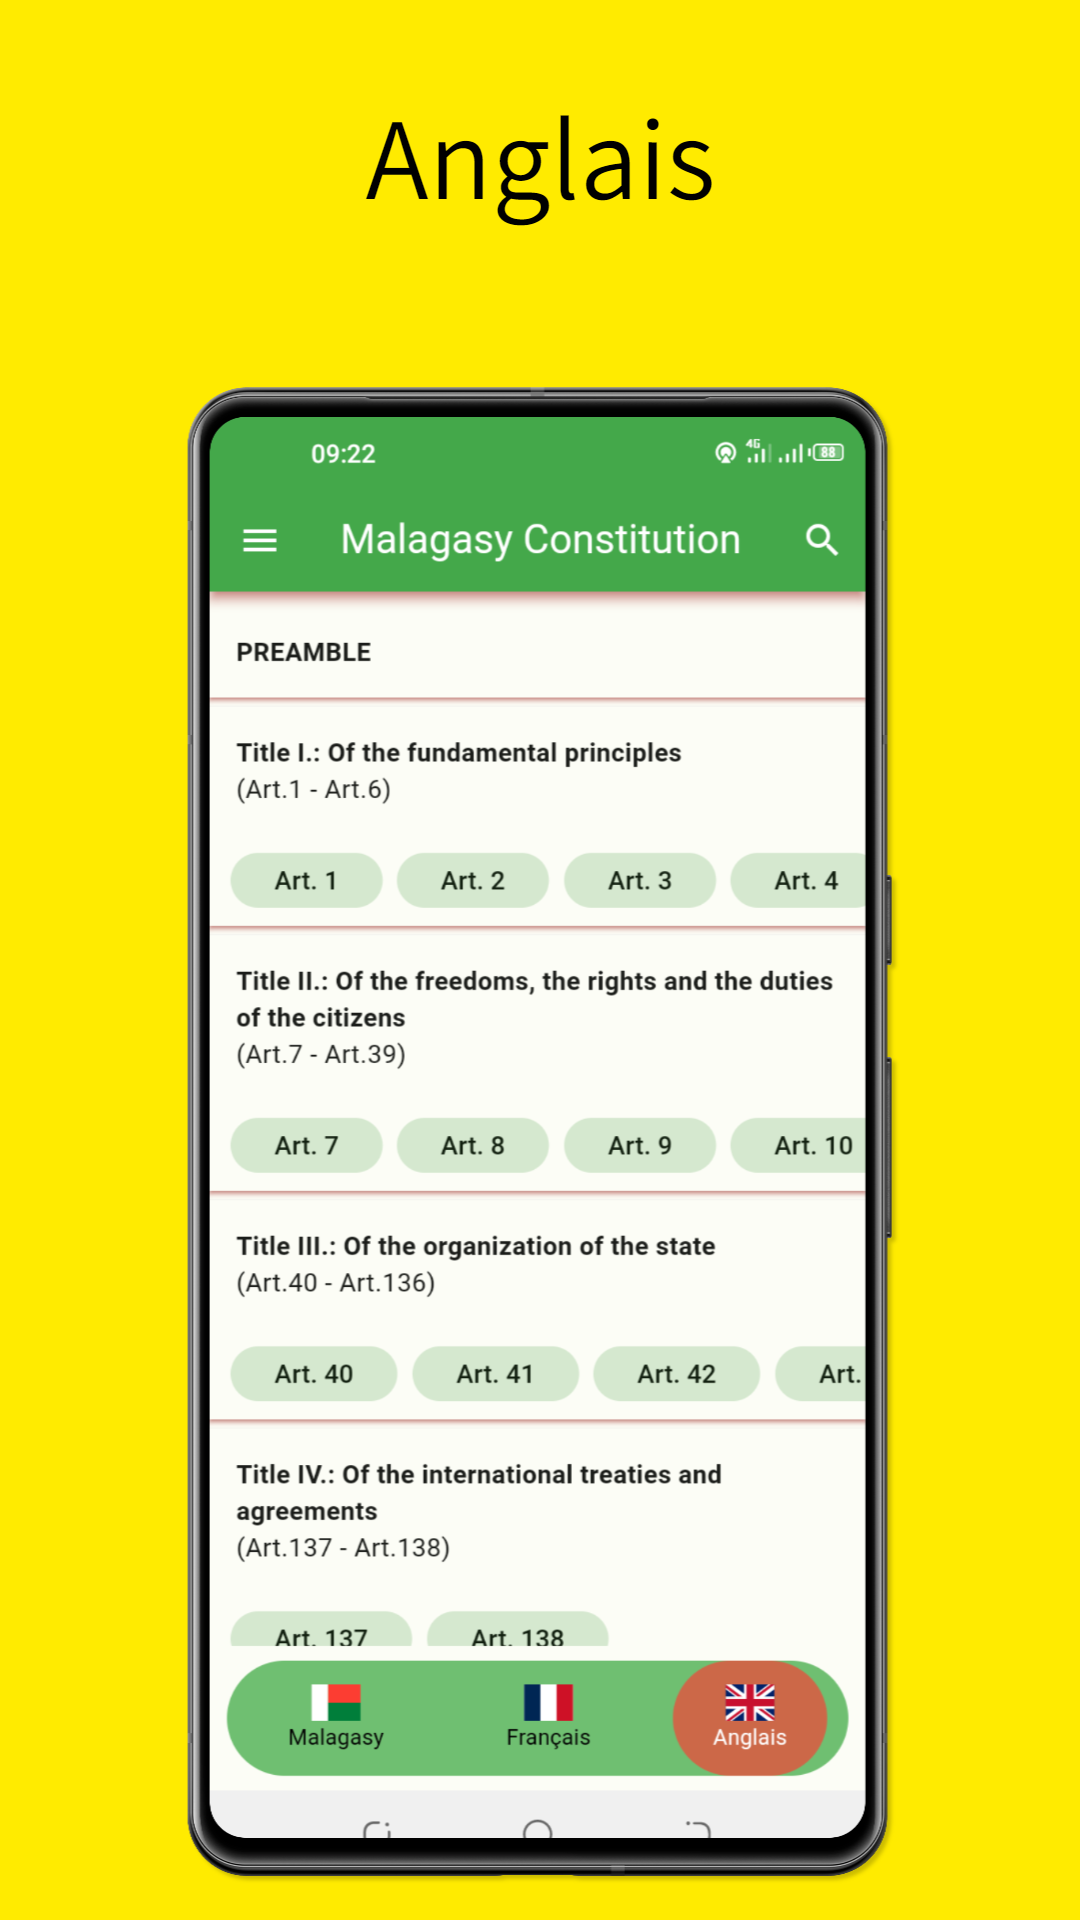 Anglais
09:22
4G
88
Malagasy Constitution
PREAMBLE
Title I.: Of the fundamental principles
(Art.1 - Art.6)
Art. 1 Art. 2 Art. 3 Art. 4
Title II.: Of the freedoms, the rights and the duties
of the citizens
(Art.7 - Art.39)
Art. 7 Art. 8 Art. 9 Art. 10
Title III.: Of the organization of the state
(Art.40 - Art.136)
Art. 40 Art. 41 Art. 42 Art.
Title IV.: Of the international treaties and
agreements
(Art.137 - Art.138)
Art. 137 Art. 138
Malagasy Français Anglais